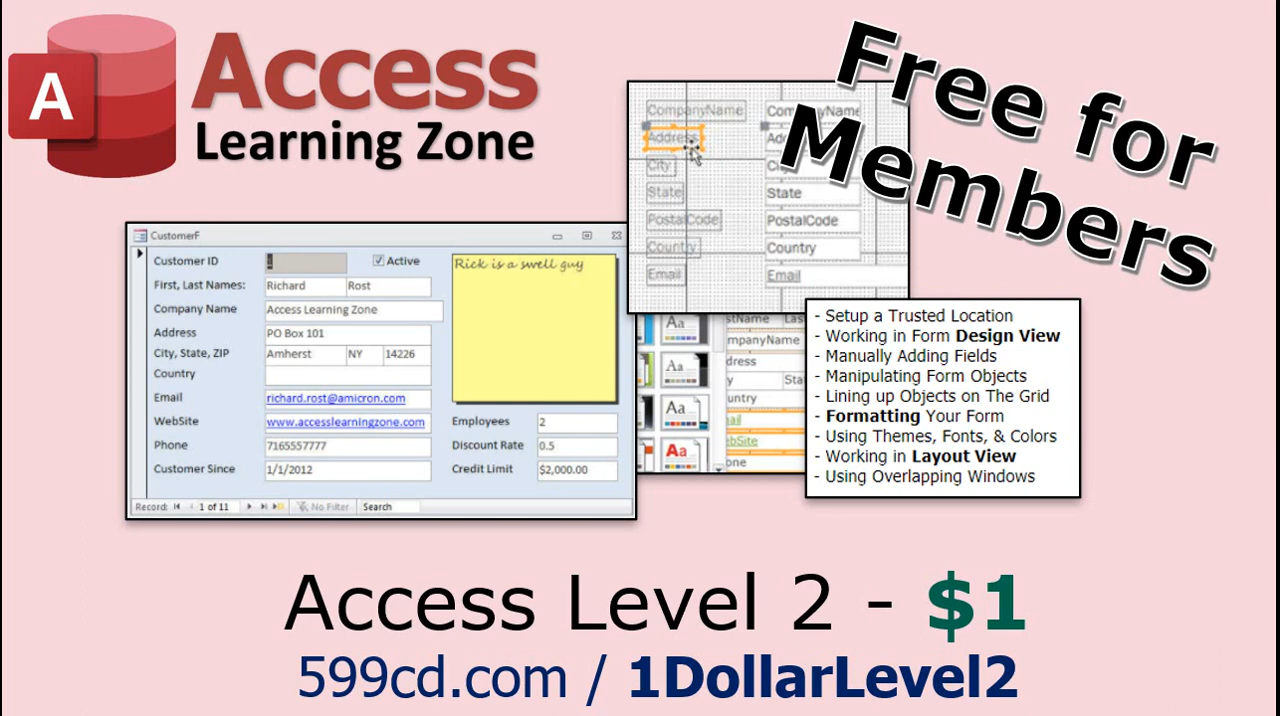 A
Access
Learning Zone
Free for
Members
CompanyName CompanyName
Address
City
State State
PostalCode PostalCode
Country Country
Email Email
CustomerF
Customer ID 1 Active
First, Last Names: Richard Rost
Company Name Access Learning Zone
Address PO Box 101
City, State, ZIP Amherst NY 14226
Country
Email richard.rost@amicron.com
WebSite www.accesslearningzone.com
Phone 7165557777
Customer Since 1/1/2012
Rick is a swell guy
Employees 2
Discount Rate 0.5
Credit Limit $2,000.00
Record: 1 of 11 No Filter Search
Aa
Aa
Aa
Aa
- Setup a Trusted Location
- Working in Form Design View
- Manually Adding Fields
- Manipulating Form Objects
- Lining up Objects on The Grid
- Formatting Your Form
- Using Themes, Fonts, & Colors
- Working in Layout View
- Using Overlapping Windows
Access Level 2 - $1
599cd.com / 1DollarLevel2